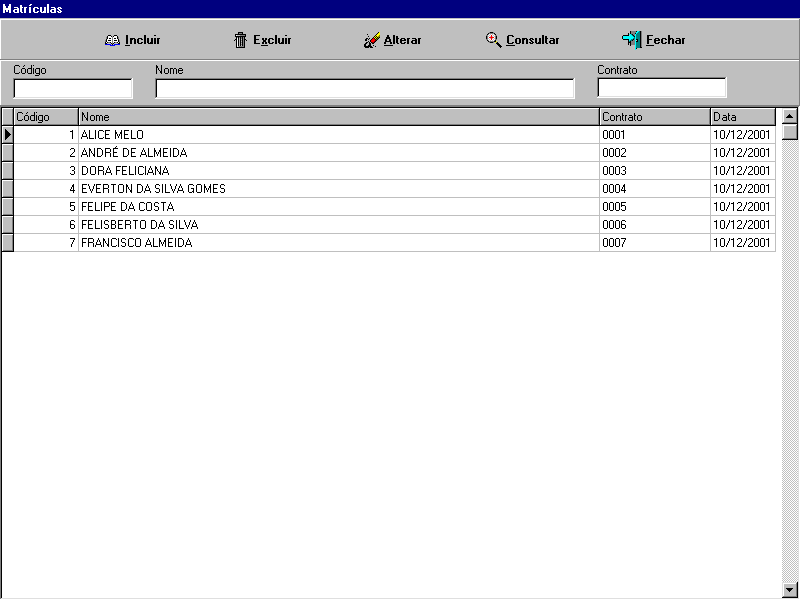 Matrículas
Incluir Excluir Alterar Consultar Fechar
Código Nome Contrato
Código Nome Contrato Data
1 ALICE MELO 0001 10/12/2001
2 ANDRÉ DE ALMEIDA 0002 10/12/2001
3 DORA FELICIANA 0003 10/12/2001
4 EVERTON DA SILVA GOMES 0004 10/12/2001
5 FELIPE DA COSTA 0005 10/12/2001
6 FELISBERTO DA SILVA 0006 10/12/2001
7 FRANCISCO ALMEIDA 0007 10/12/2001